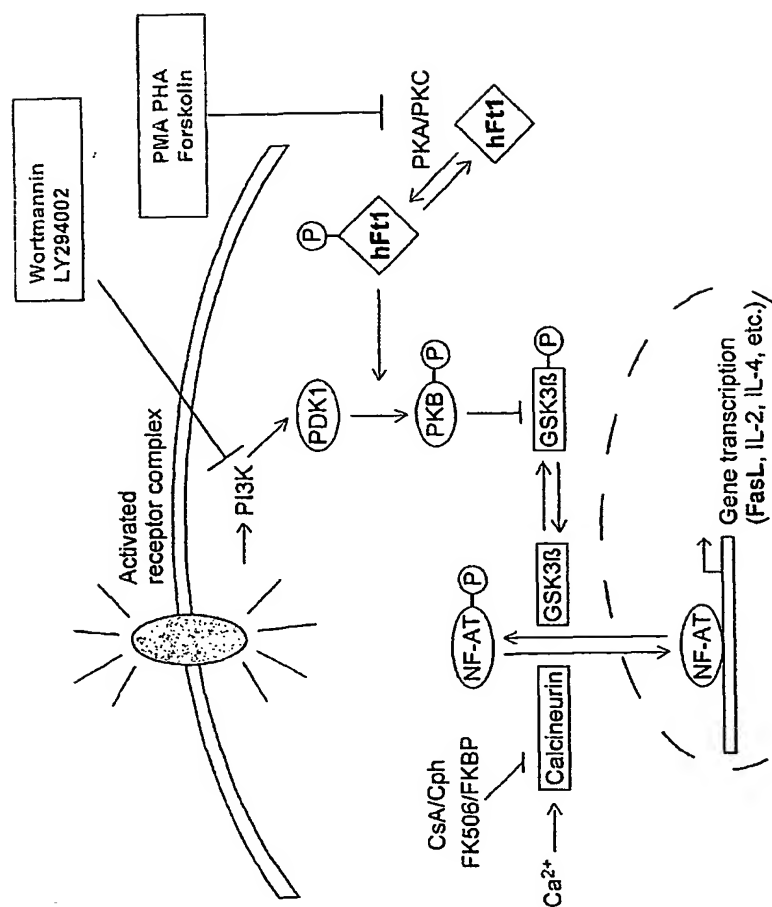 Wortmannin
LY294002
PMA PHA
Forskolin
Activated
receptor complex
PI3K
PDK1
PKB
P
P
hFt1
PKA/PKC
hFt1
GSK3ß
P
GSK3ß
NF-AT
P
CsA/Cph
FK506/FKBP
Ca²⁺
Calcineurin
NF-AT
Gene transcription
(FasL, IL-2, IL-4, etc.)